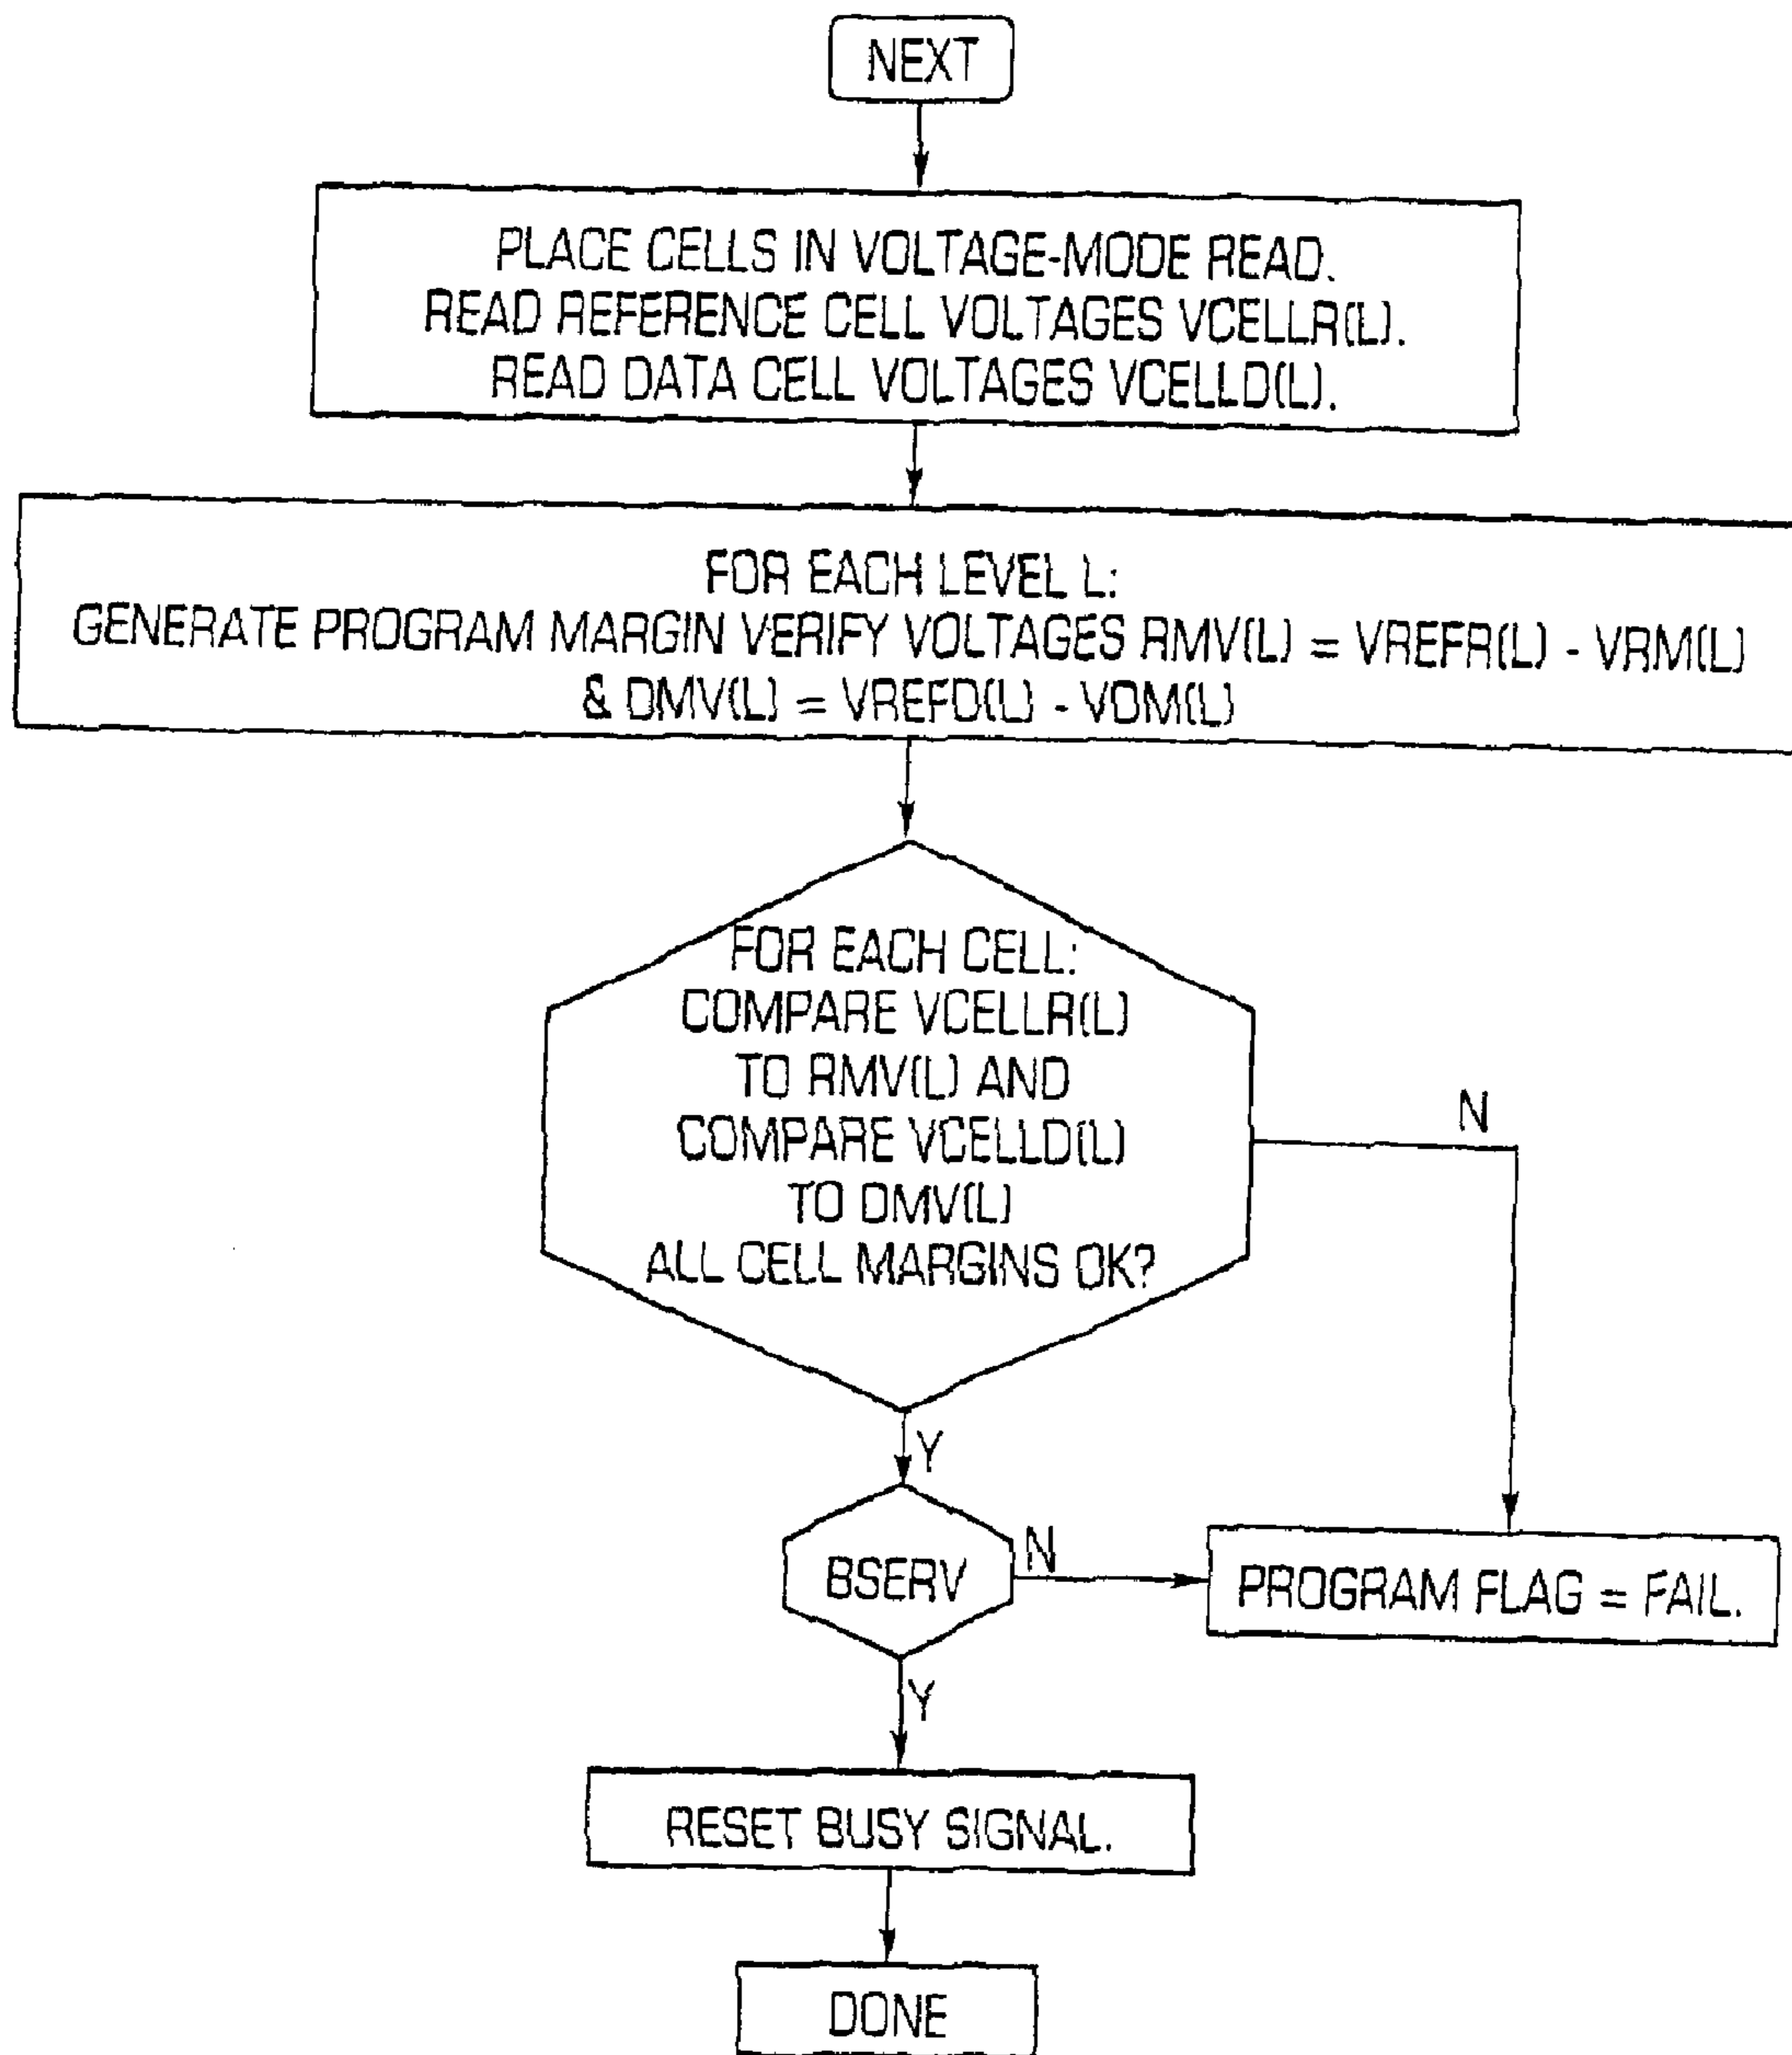 NEXT
PLACE CELLS IN VOLTAGE-MODE READ.
READ REFERENCE CELL VOLTAGES VCELLR(L).
READ DATA CELL VOLTAGES VCELLD(L).
FOR EACH LEVEL L:
GENERATE PROGRAM MARGIN VERIFY VOLTAGES RMV(L) = VREFR(L) - VRM(L)
& DMV(L) = VREFD(L) - VDM(L)
FOR EACH CELL:
COMPARE VCELLR(L)
TO RMV(L) AND
COMPARE VCELLD(L)
TO DMV(L)
ALL CELL MARGINS OK?
N
Y
BSERV
N
PROGRAM FLAG = FAIL.
Y
RESET BUSY SIGNAL.
DONE